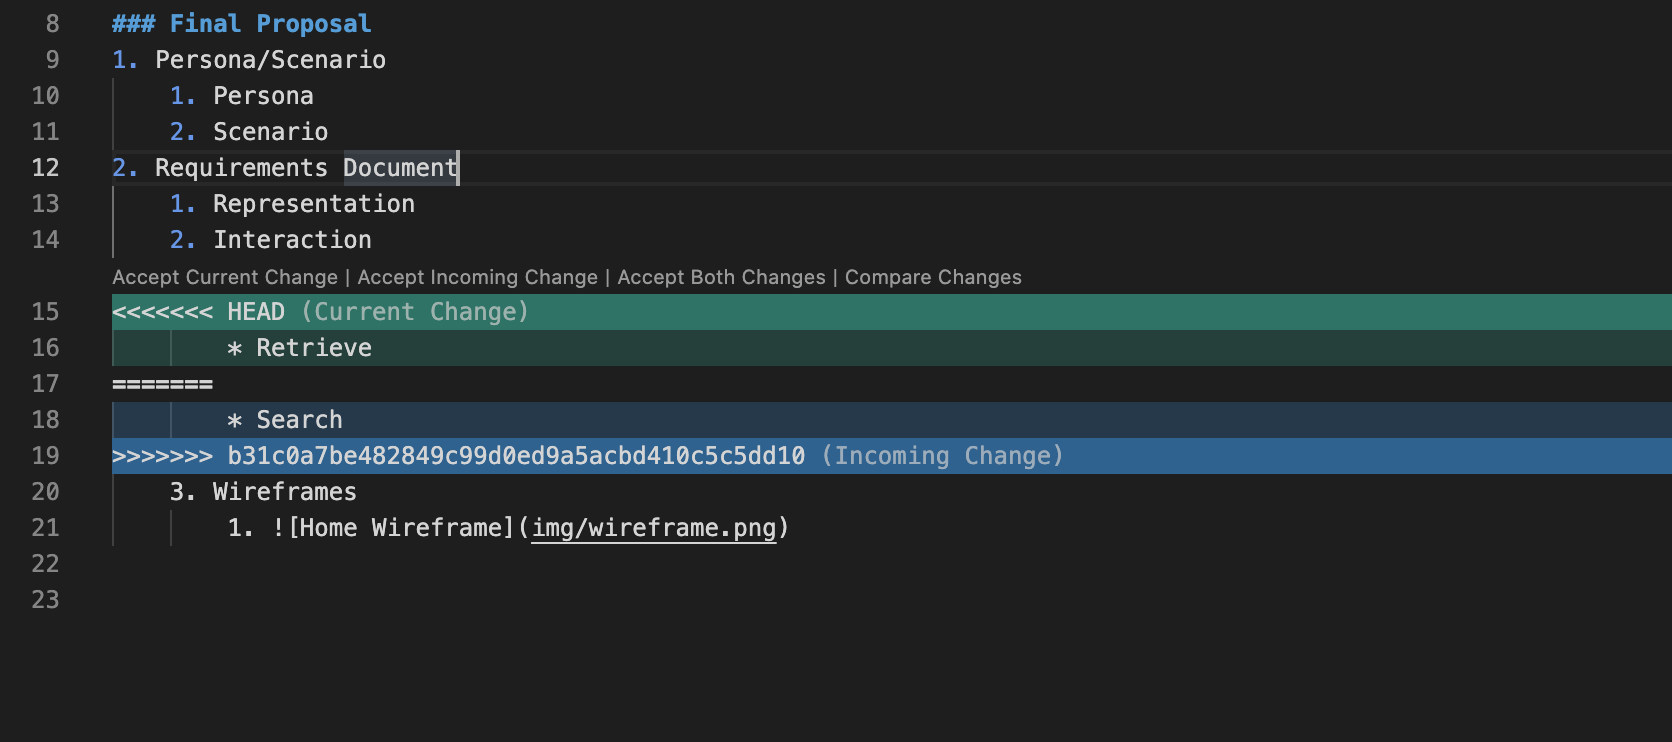 8 ### Final Proposal
9 1. Persona/Scenario
10 1. Persona
11 2. Scenario
12 2. Requirements Document
13 1. Representation
14 2. Interaction
Accept Current Change | Accept Incoming Change | Accept Both Changes | Compare Changes
15 <<<<<<< HEAD (Current Change)
16 * Retrieve
17 =======
18 * Search
19 >>>>>>> b31c0a7be482849c99d0ed9a5acbd410c5c5dd10 (Incoming Change)
20 3. Wireframes
21 1. ![Home Wireframe](img/wireframe.png)
22
23